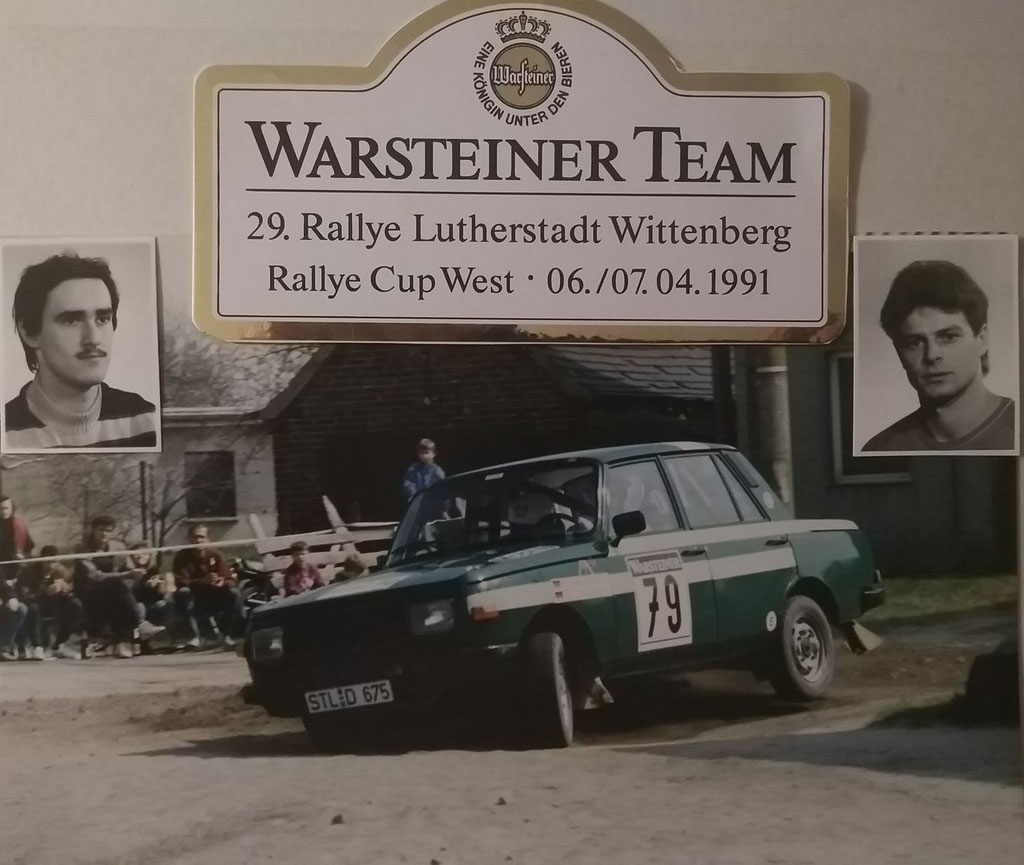 EINE KÖNIGIN UNTER DEN BIEREN
Warsteiner
WARSTEINER TEAM
29. Rallye Lutherstadt Wittenberg
Rallye Cup West · 06./07. 04. 1991
WARSTEINER
79
STL D 675